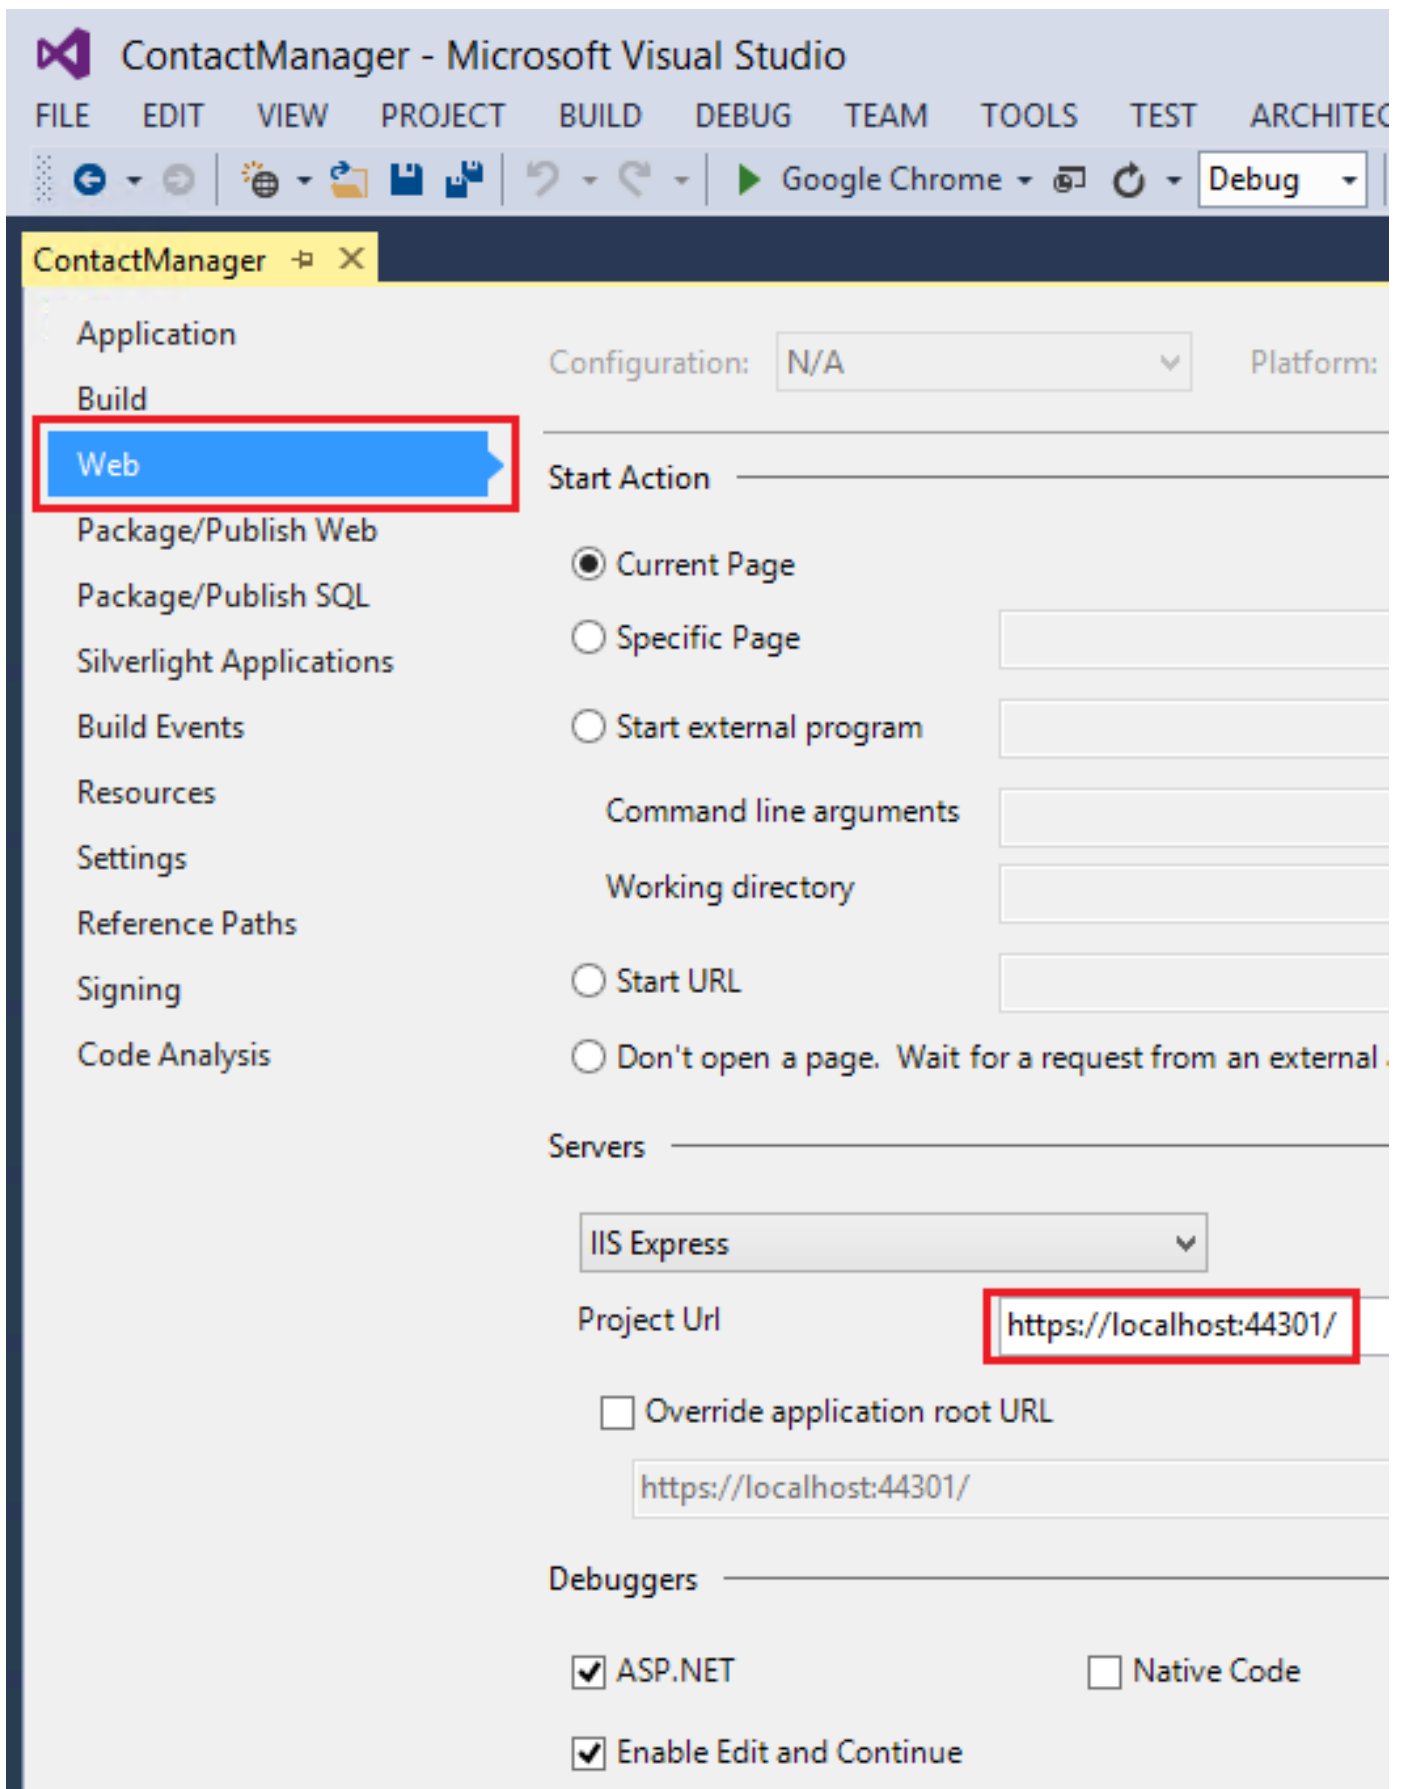 ContactManager - Microsoft Visual Studio
FILE EDIT VIEW PROJECT BUILD DEBUG TEAM TOOLS TEST ARCHITEC
Google Chrome Debug
ContactManager
Application
Build
Web
Package/Publish Web
Package/Publish SQL
Silverlight Applications
Build Events
Resources
Settings
Reference Paths
Signing
Code Analysis
Configuration: N/A Platform:
Start Action
Current Page
Specific Page
Start external program
Command line arguments
Working directory
Start URL
Don't open a page. Wait for a request from an external
Servers
IIS Express
Project Url https://localhost:44301/
Override application root URL
https://localhost:44301/
Debuggers
ASP.NET Native Code
Enable Edit and Continue